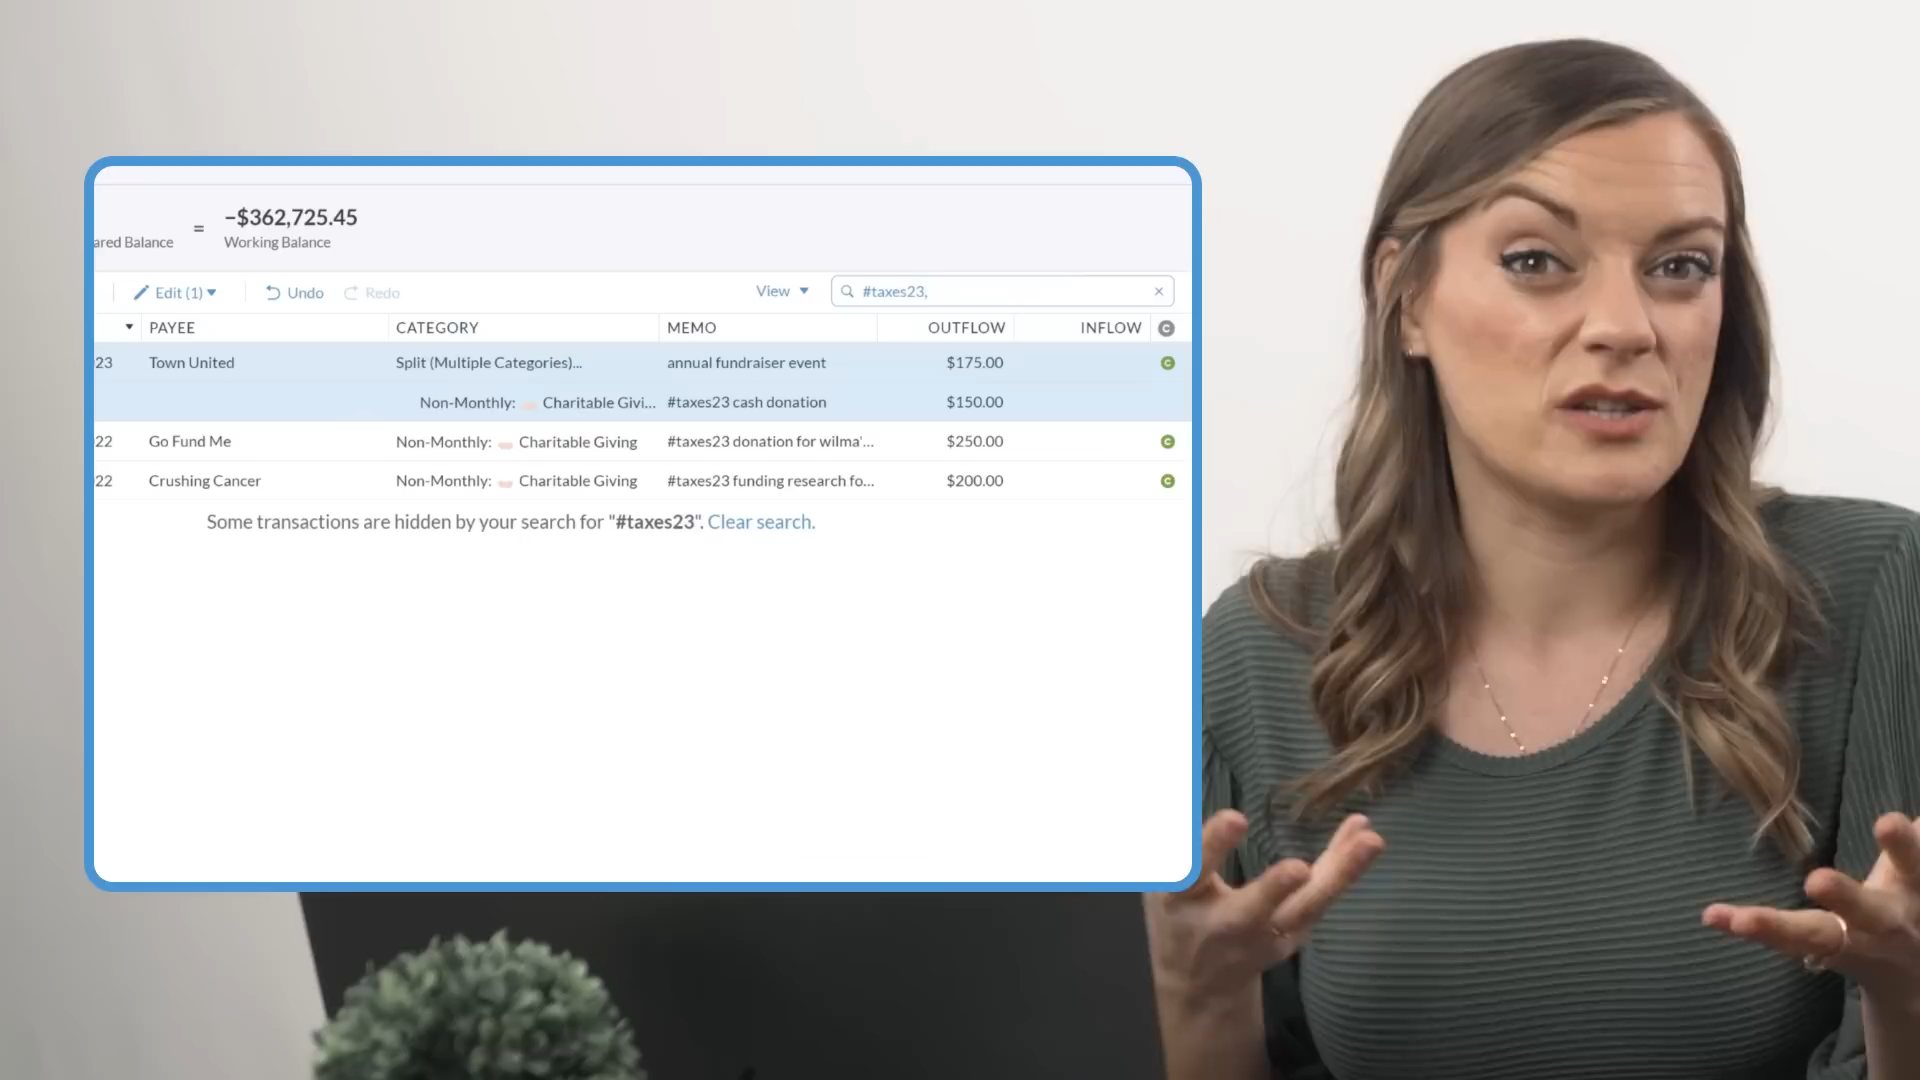 −$362,725.45
ared Balance = Working Balance
Edit (1) Undo Redo View #taxes23, ×
PAYEE CATEGORY MEMO OUTFLOW INFLOW C
23 Town United Split (Multiple Categories)... annual fundraiser event $175.00 C
Non-Monthly: Charitable Givi... #taxes23 cash donation $150.00
22 Go Fund Me Non-Monthly: Charitable Giving #taxes23 donation for wilma'... $250.00 C
22 Crushing Cancer Non-Monthly: Charitable Giving #taxes23 funding research fo... $200.00 C
Some transactions are hidden by your search for "#taxes23". Clear search.